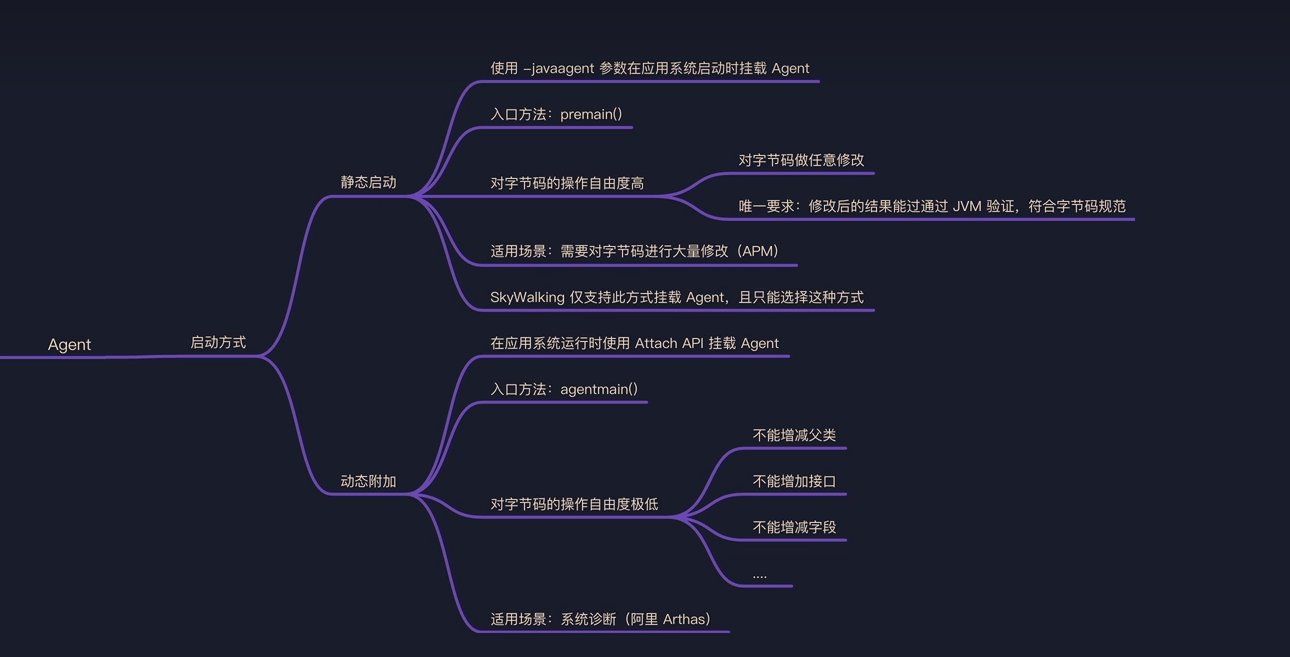 Agent
启动方式
静态启动
使用 -javaagent 参数在应用系统启动时挂载 Agent
入口方法：premain()
对字节码的操作自由度高
对字节码做任意修改
唯一要求：修改后的结果能过通过 JVM 验证，符合字节码规范
适用场景：需要对字节码进行大量修改（APM）
SkyWalking 仅支持此方式挂载 Agent，且只能选择这种方式
动态附加
在应用系统运行时使用 Attach API 挂载 Agent
入口方法：agentmain()
对字节码的操作自由度极低
不能增减父类
不能增加接口
不能增减字段
....
适用场景：系统诊断（阿里 Arthas）